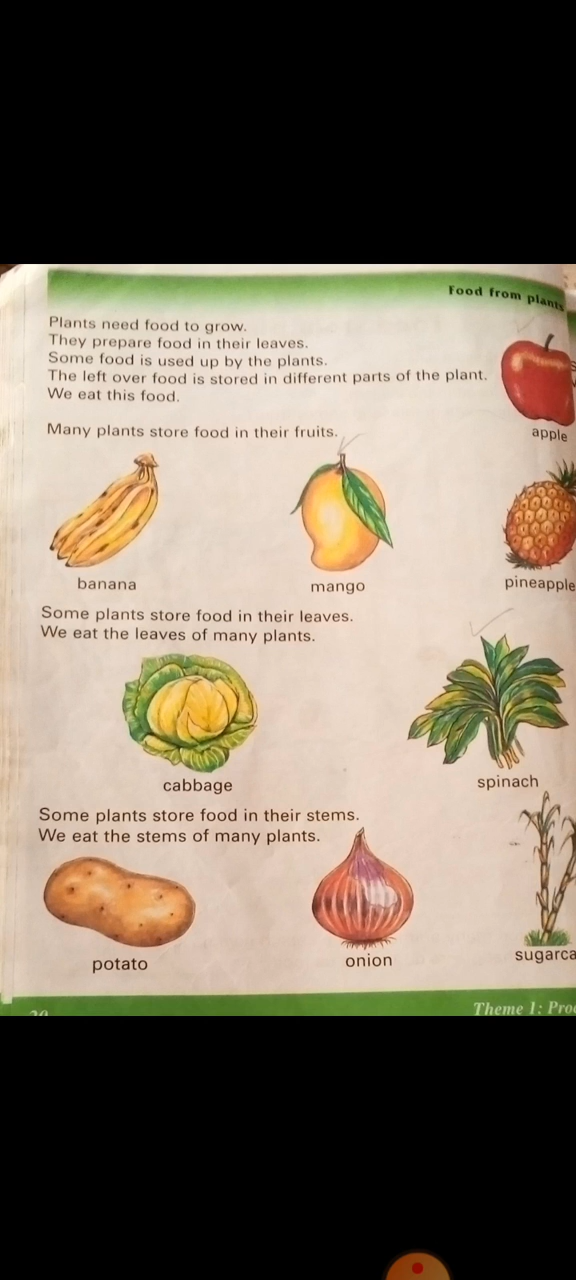 Food from plants
Plants need food to grow.
They prepare food in their leaves.
Some food is used up by the plants.
The left over food is stored in different parts of the plant.
We eat this food.
apple
Many plants store food in their fruits.
banana
mango
pineapple
Some plants store food in their leaves.
We eat the leaves of many plants.
cabbage
spinach
Some plants store food in their stems.
We eat the stems of many plants.
potato
onion
sugarca
Theme 1: Pro